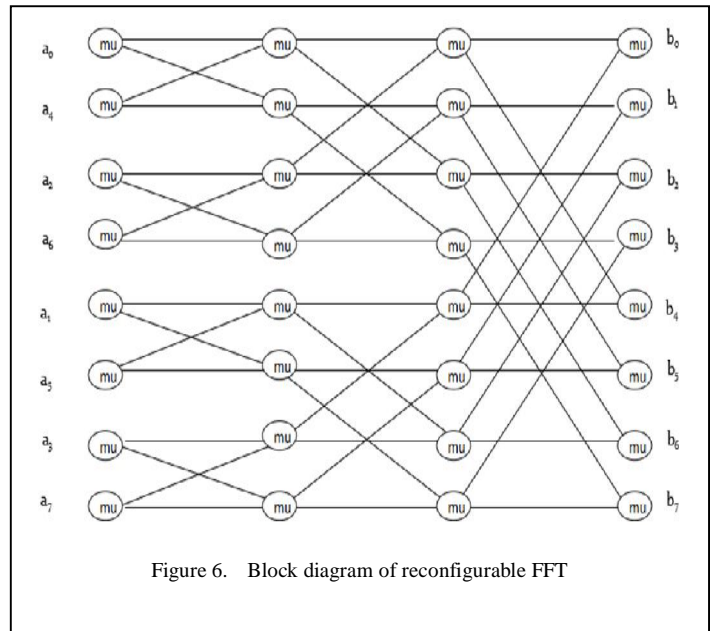 a₀ mu mu mu mu b₀
a₄ mu mu mu mu b₁
a₂ mu mu mu mu b₂
a₆ mu mu mu mu b₃
a₁ mu mu mu mu b₄
a₅ mu mu mu mu b₅
a₃ mu mu mu mu b₆
a₇ mu mu mu mu b₇
Figure 6. Block diagram of reconfigurable FFT